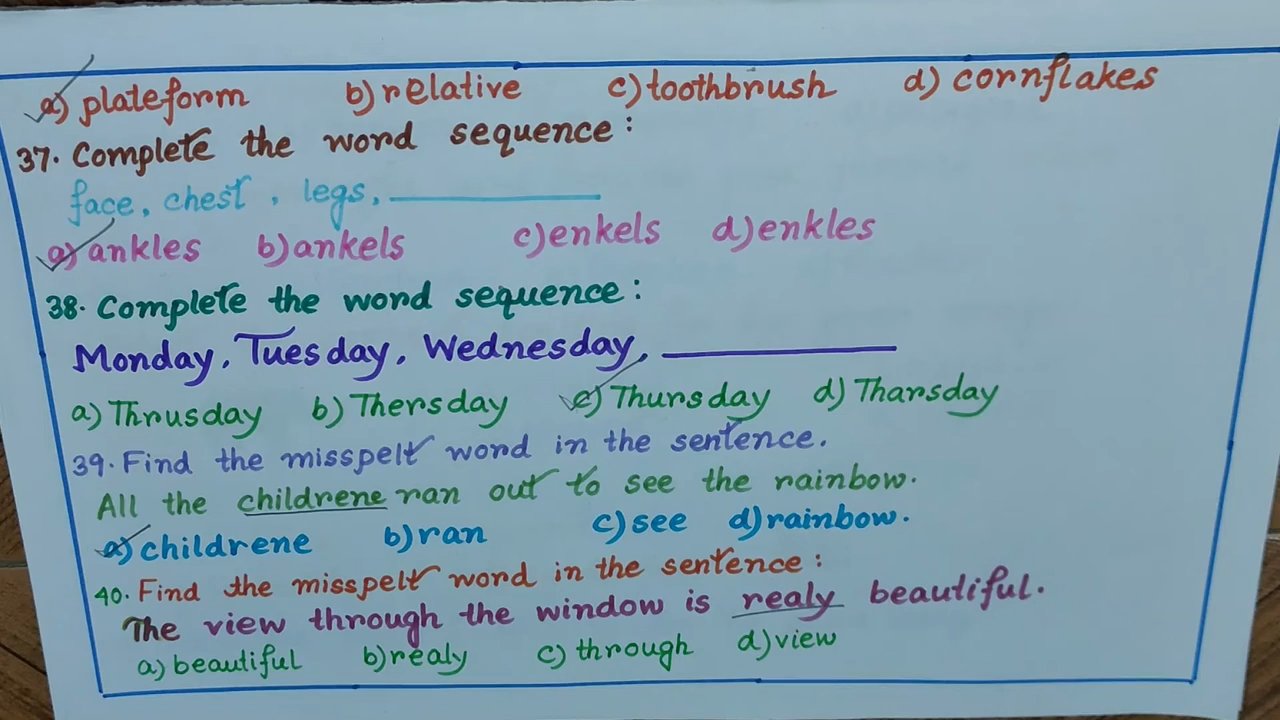 a) plateform b) relative c) toothbrush d) cornflakes
37. Complete the word sequence:
face, chest, legs, __________
a) ankles b) ankels c) enkels d) enkles
38. Complete the word sequence:
Monday, Tuesday, Wednesday, __________
a) Thrusday b) Thersday c) Thursday d) Tharsday
39. Find the misspelt word in the sentence.
All the childrene ran out to see the rainbow.
a) childrene b) ran c) see d) rainbow.
40. Find the misspelt word in the sentence:
The view through the window is realy beautiful.
a) beautiful b) realy c) through d) view